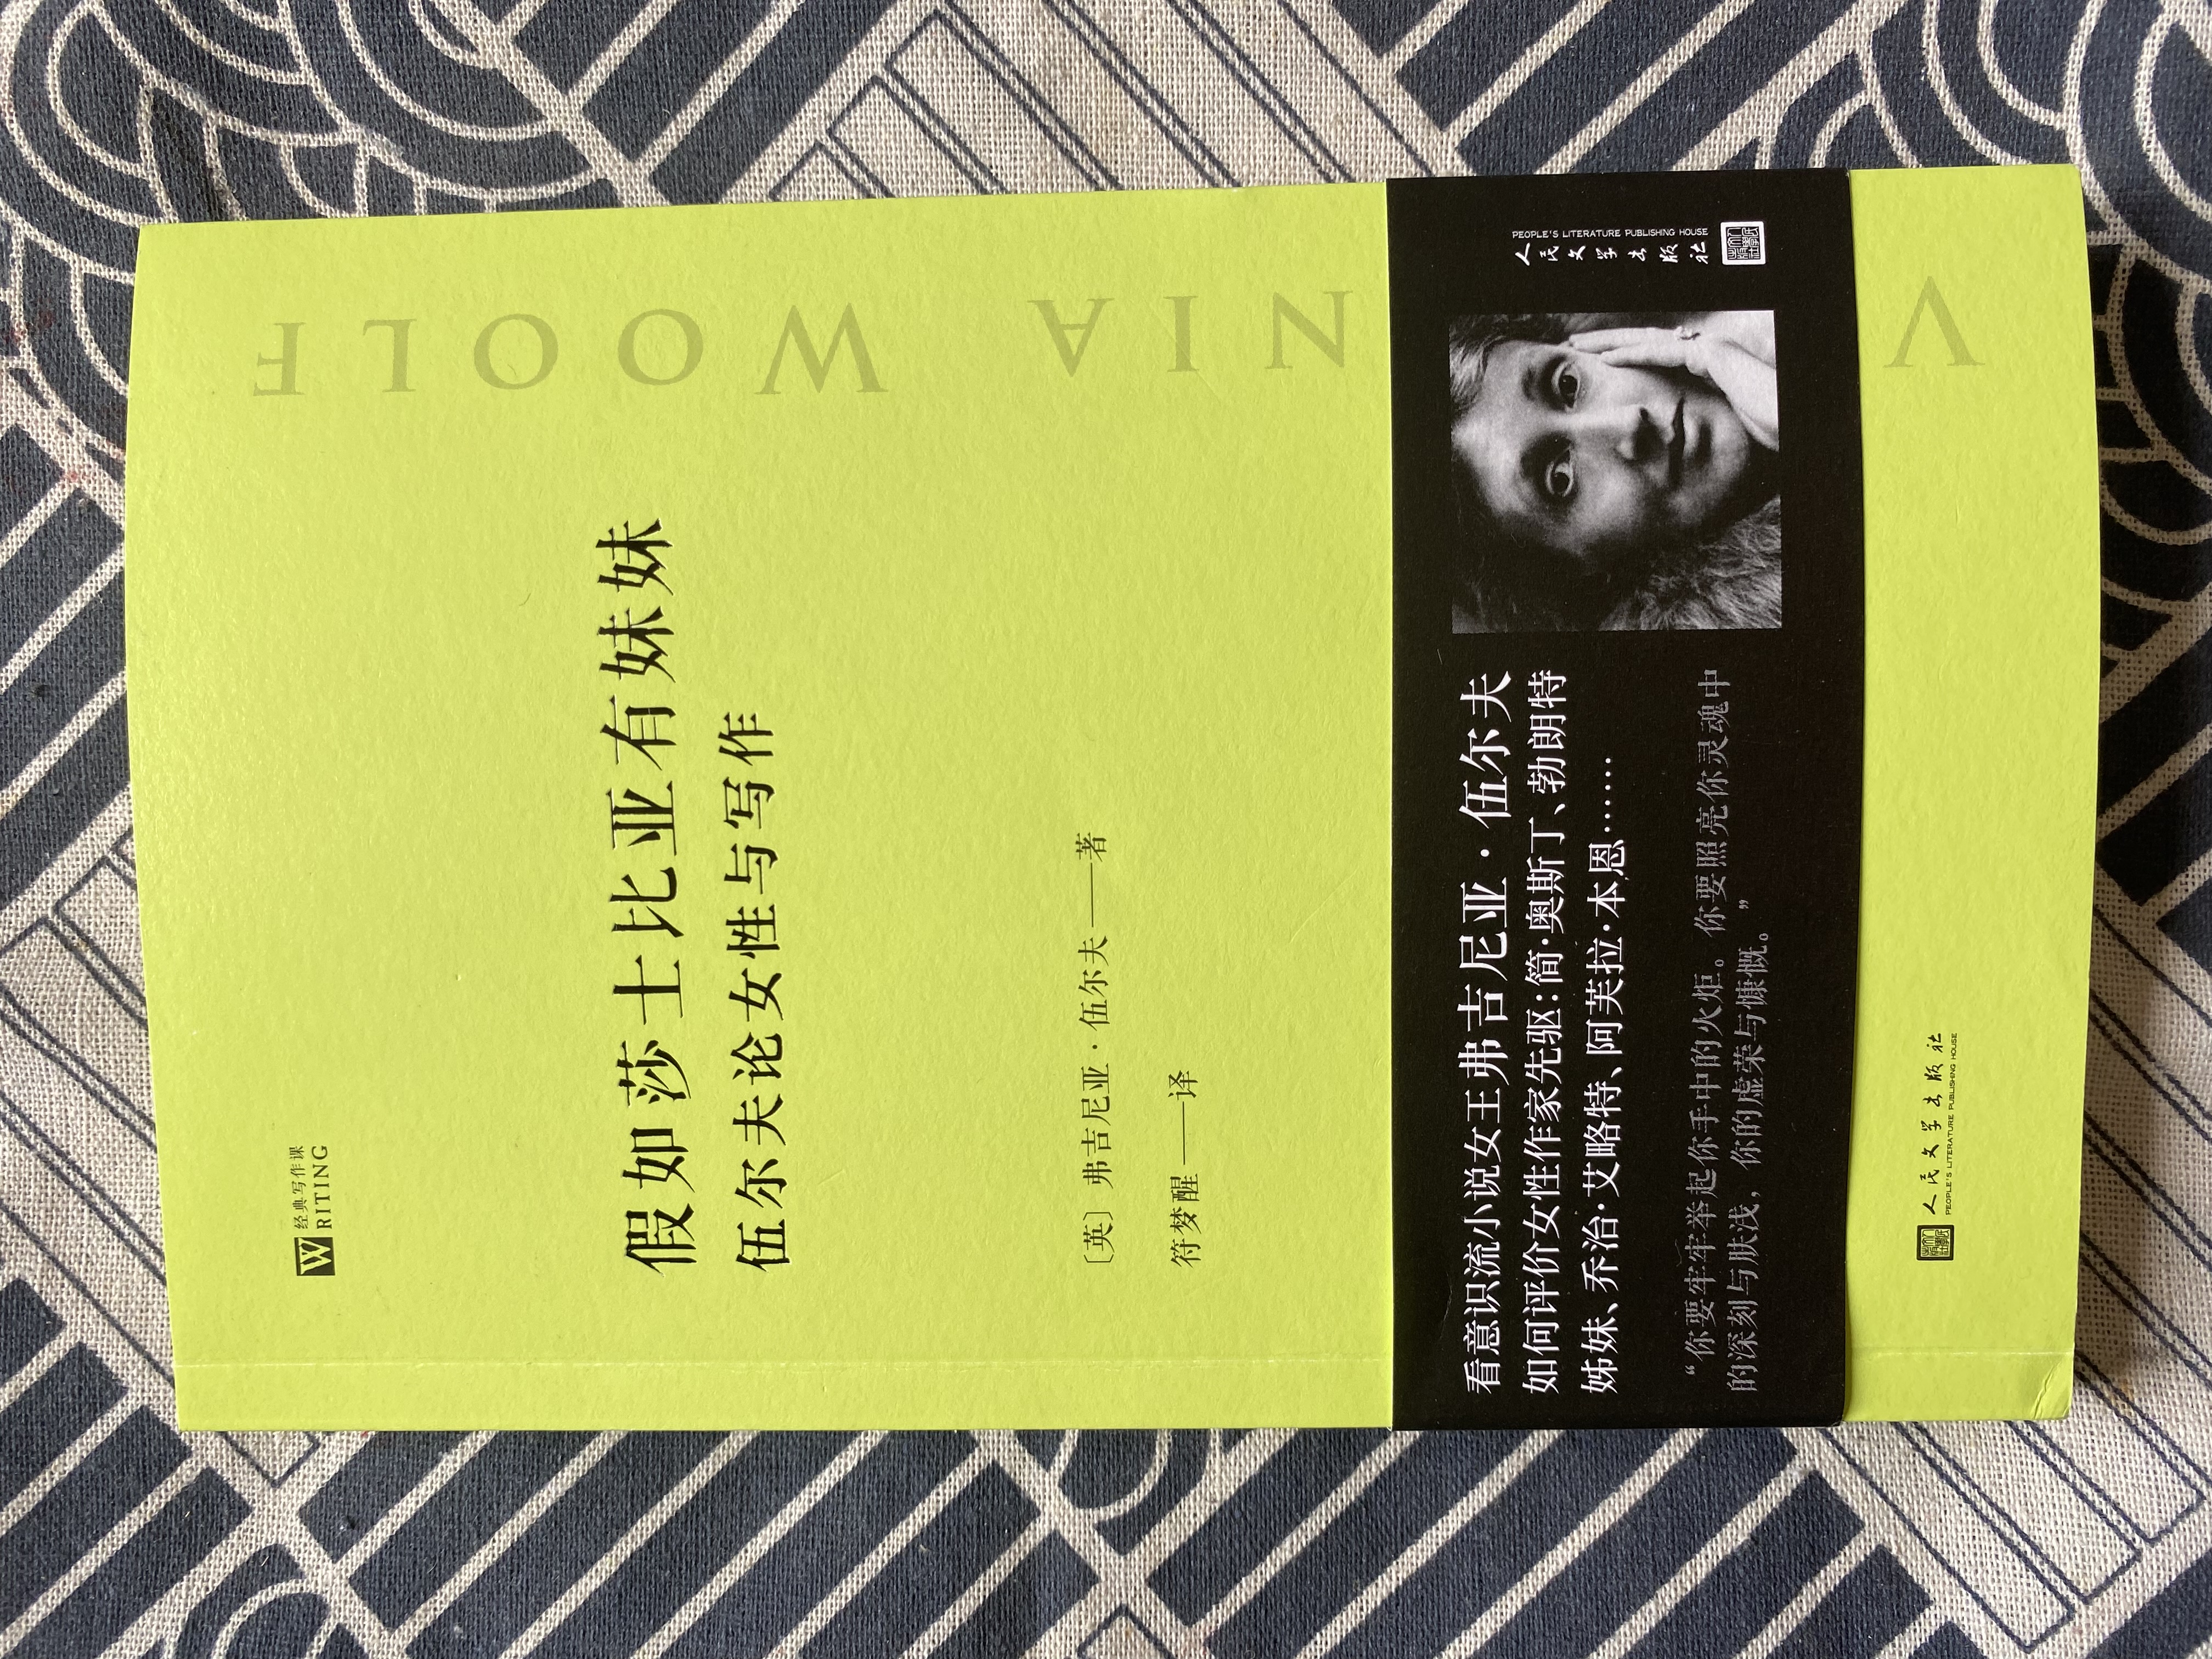 经典写作课
WRITING
假如莎士比亚有妹妹
伍尔夫论女性与写作
〔英〕弗吉尼亚·伍尔夫——著
符梦醒——译
V
NIA WOOLF
看意识流小说女王弗吉尼亚·伍尔夫
如何评价女性作家先驱：简·奥斯丁、勃朗特
姊妹、乔治·艾略特、阿芙拉·本恩……
“你要牢牢举起你手中的火炬。你要照亮你灵魂中
的深刻与肤浅，你的虚荣与慷慨。”
PEOPLE'S LITERATURE PUBLISHING HOUSE
人民文学出版社
人民文学出版社
PEOPLE'S LITERATURE PUBLISHING HOUSE